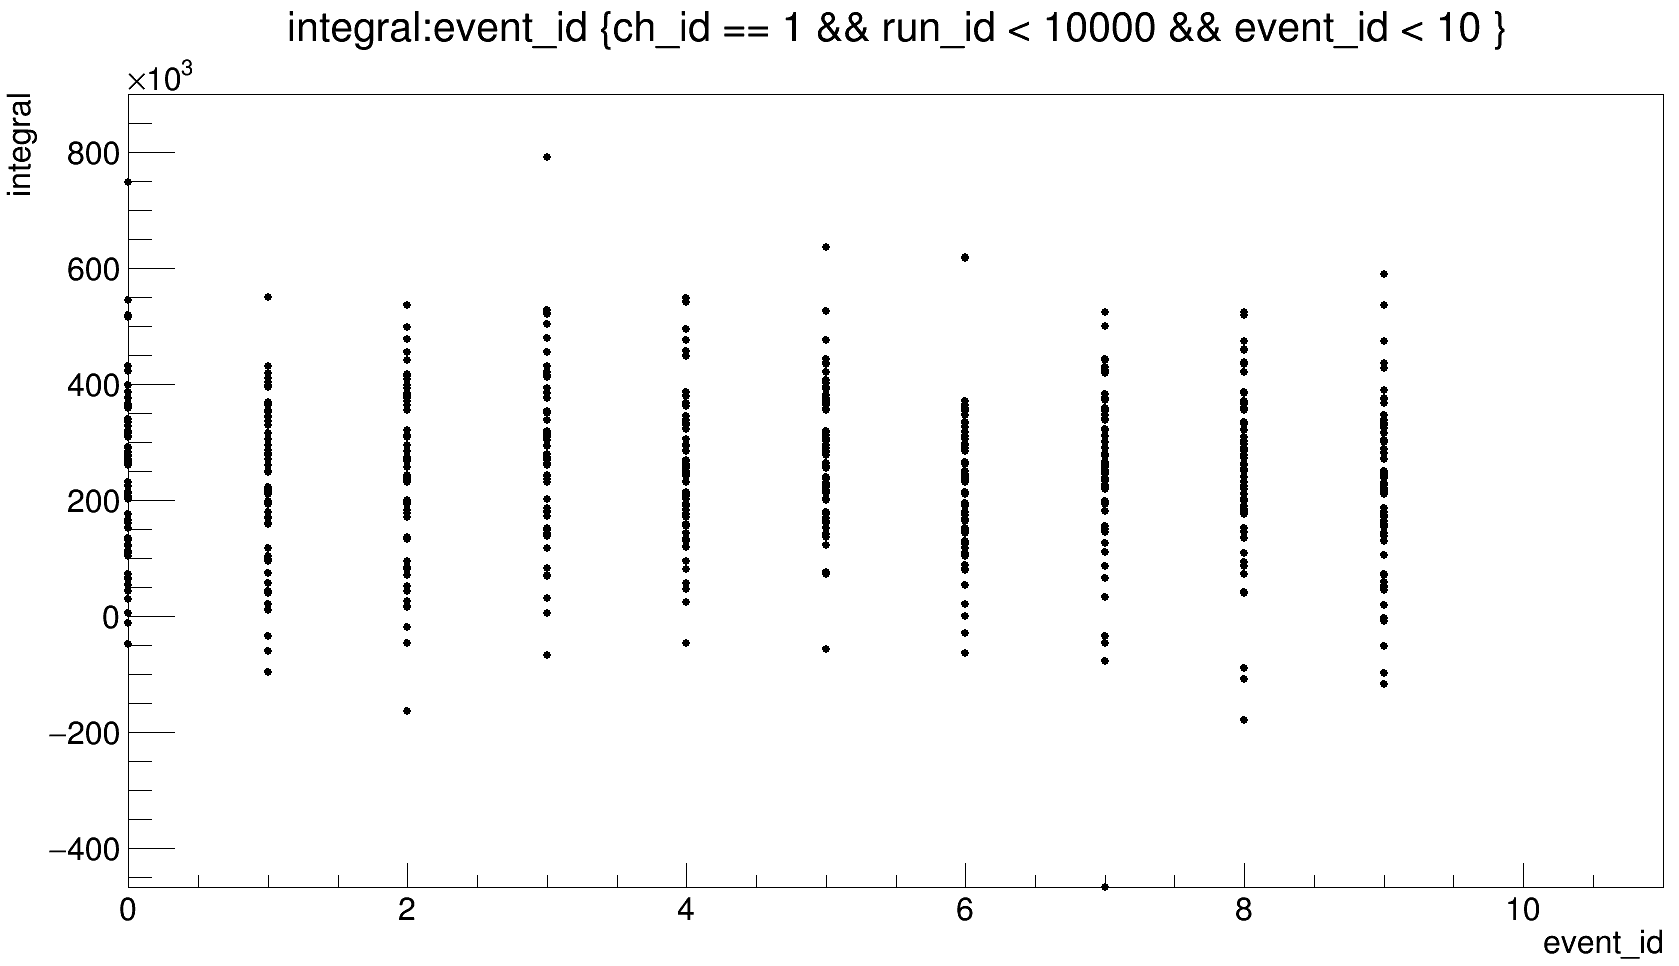 integral:event_id {ch_id == 1 && run_id < 10000 && event_id < 10 }
×10³
integral
800
600
400
200
0
−200
−400
0 2 4 6 8 10
event_id